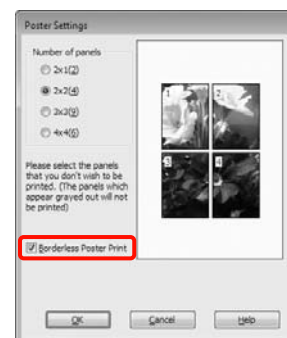 Poster Settings
Number of panels
2x1(2)
2x2(4)
3x3(9)
4x4(6)
Please select the panels
that you don't wish to be
printed. (The panels which
appear grayed out will not
be printed)
Borderless Poster Print
1 2
3 4
OK Cancel Help